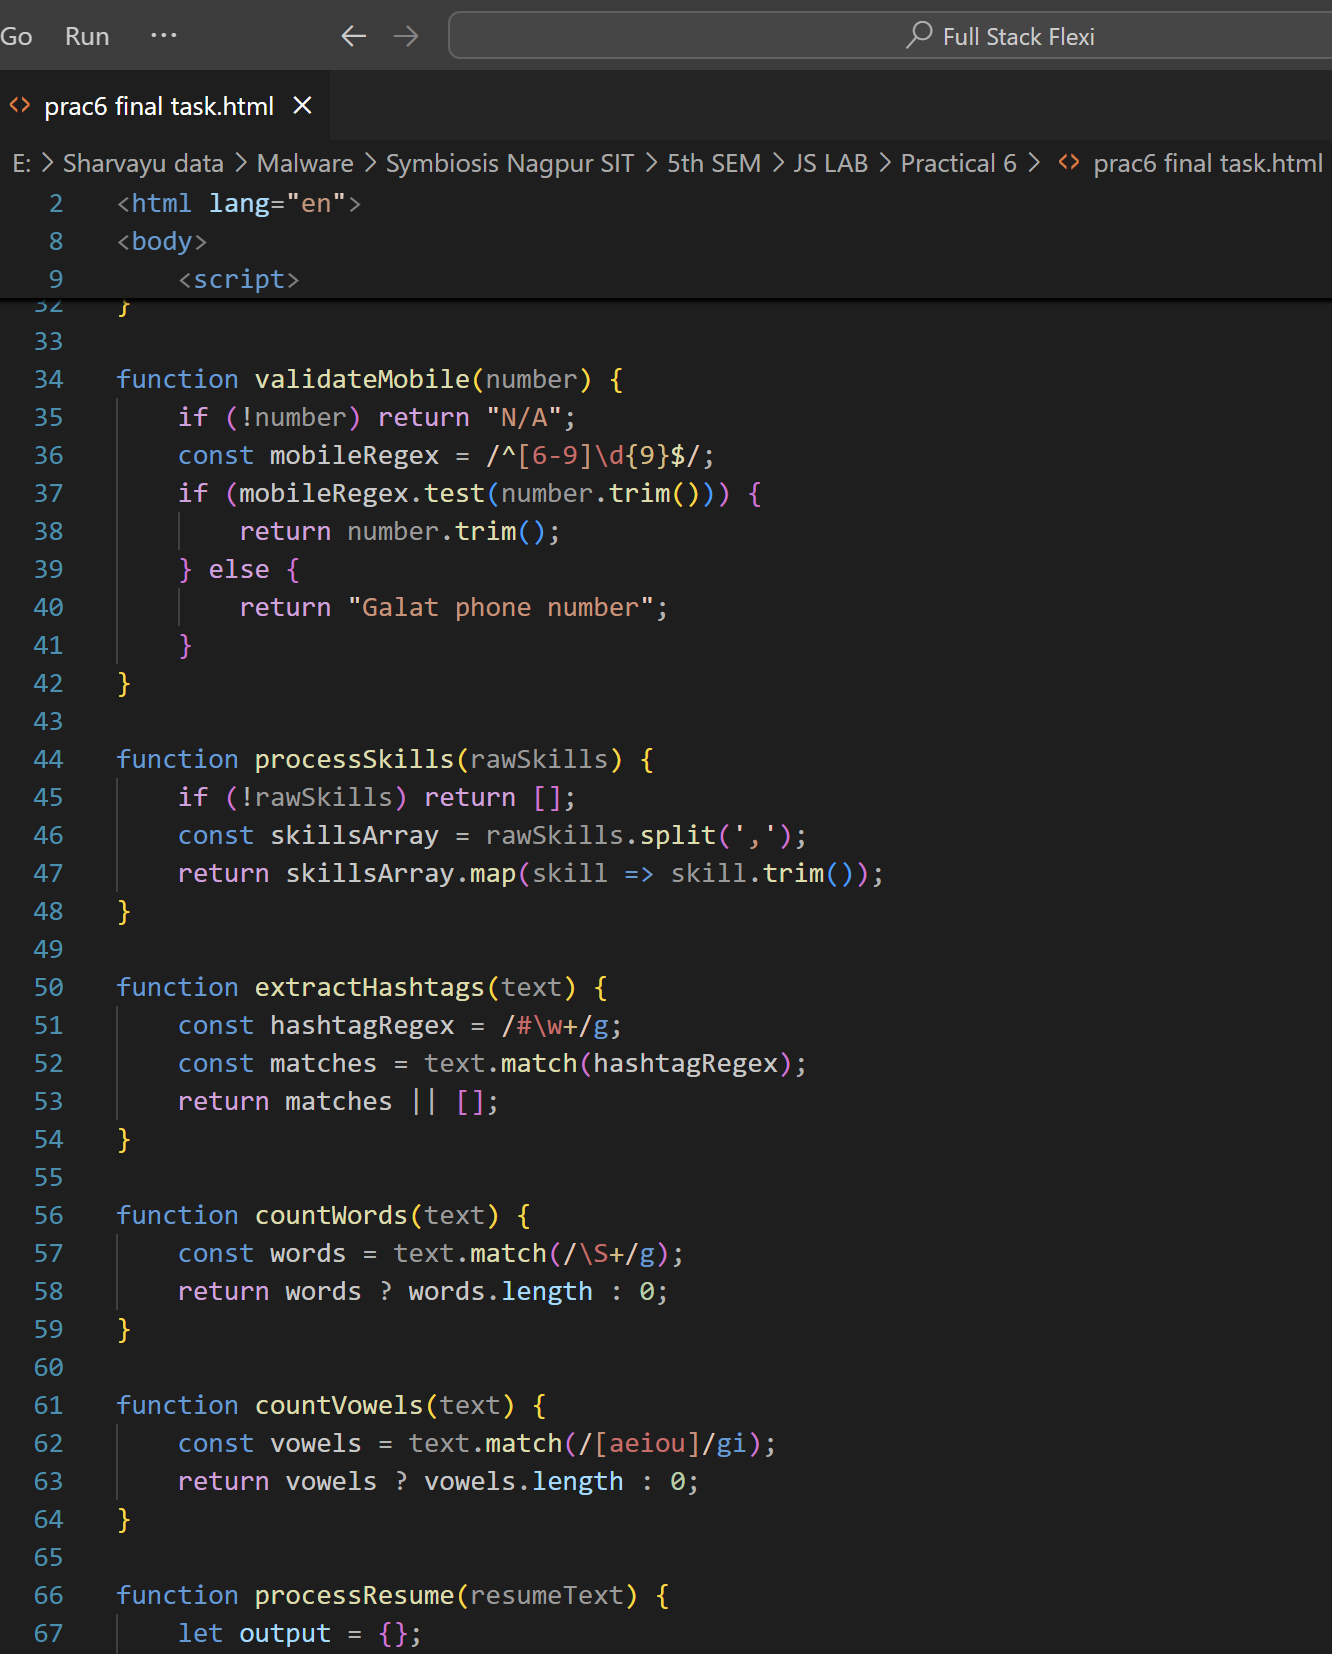 Go Run ··· Full Stack Flexi
prac6 final task.html
E: > Sharvayu data > Malware > Symbiosis Nagpur SIT > 5th SEM > JS LAB > Practical 6 > <> prac6 final task.html
2 <html lang="en">
8 <body>
9     <script>
32 }
33
34 function validateMobile(number) {
35     if (!number) return "N/A";
36     const mobileRegex = /^[6-9]\d{9}$/;
37     if (mobileRegex.test(number.trim())) {
38         return number.trim();
39     } else {
40         return "Galat phone number";
41     }
42 }
43
44 function processSkills(rawSkills) {
45     if (!rawSkills) return [];
46     const skillsArray = rawSkills.split(',');
47     return skillsArray.map(skill => skill.trim());
48 }
49
50 function extractHashtags(text) {
51     const hashtagRegex = /#\w+/g;
52     const matches = text.match(hashtagRegex);
53     return matches || [];
54 }
55
56 function countWords(text) {
57     const words = text.match(/\S+/g);
58     return words ? words.length : 0;
59 }
60
61 function countVowels(text) {
62     const vowels = text.match(/[aeiou]/gi);
63     return vowels ? vowels.length : 0;
64 }
65
66 function processResume(resumeText) {
67     let output = {};